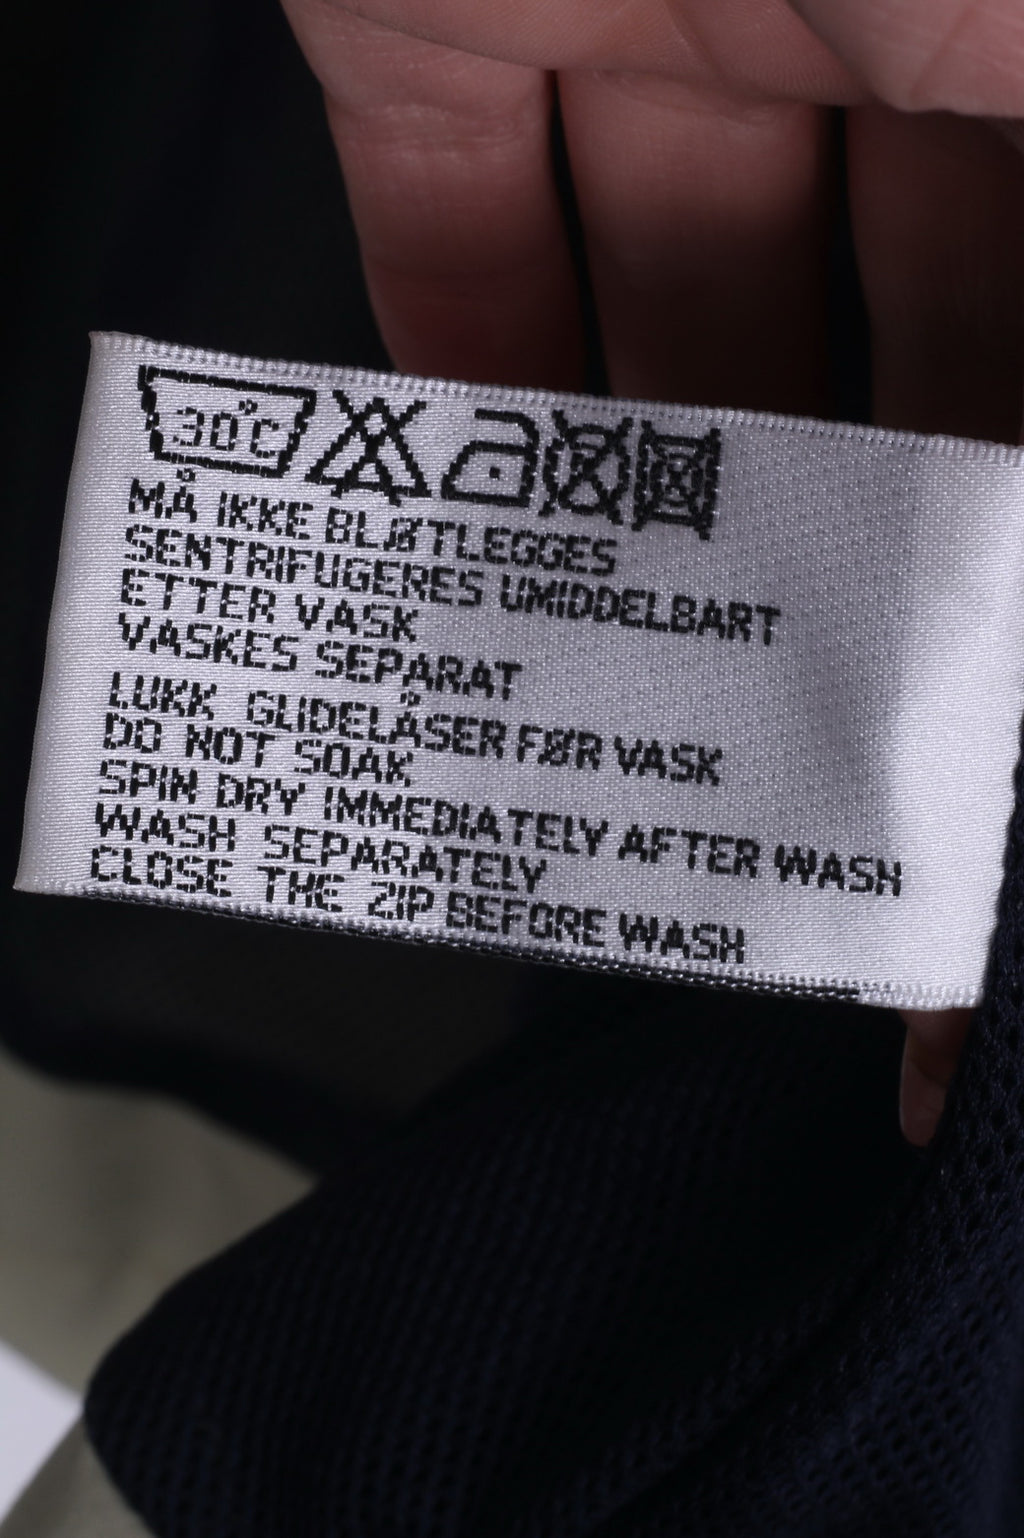 30°C
MÅ IKKE BLØTLEGGES
SENTRIFUGERES UMIDDELBART
ETTER VASK
VASKES SEPARAT
LUKK GLIDELÅSER FØR VASK
DO NOT SOAK
SPIN DRY IMMEDIATELY AFTER WASH
WASH SEPARATELY
CLOSE THE ZIP BEFORE WASH